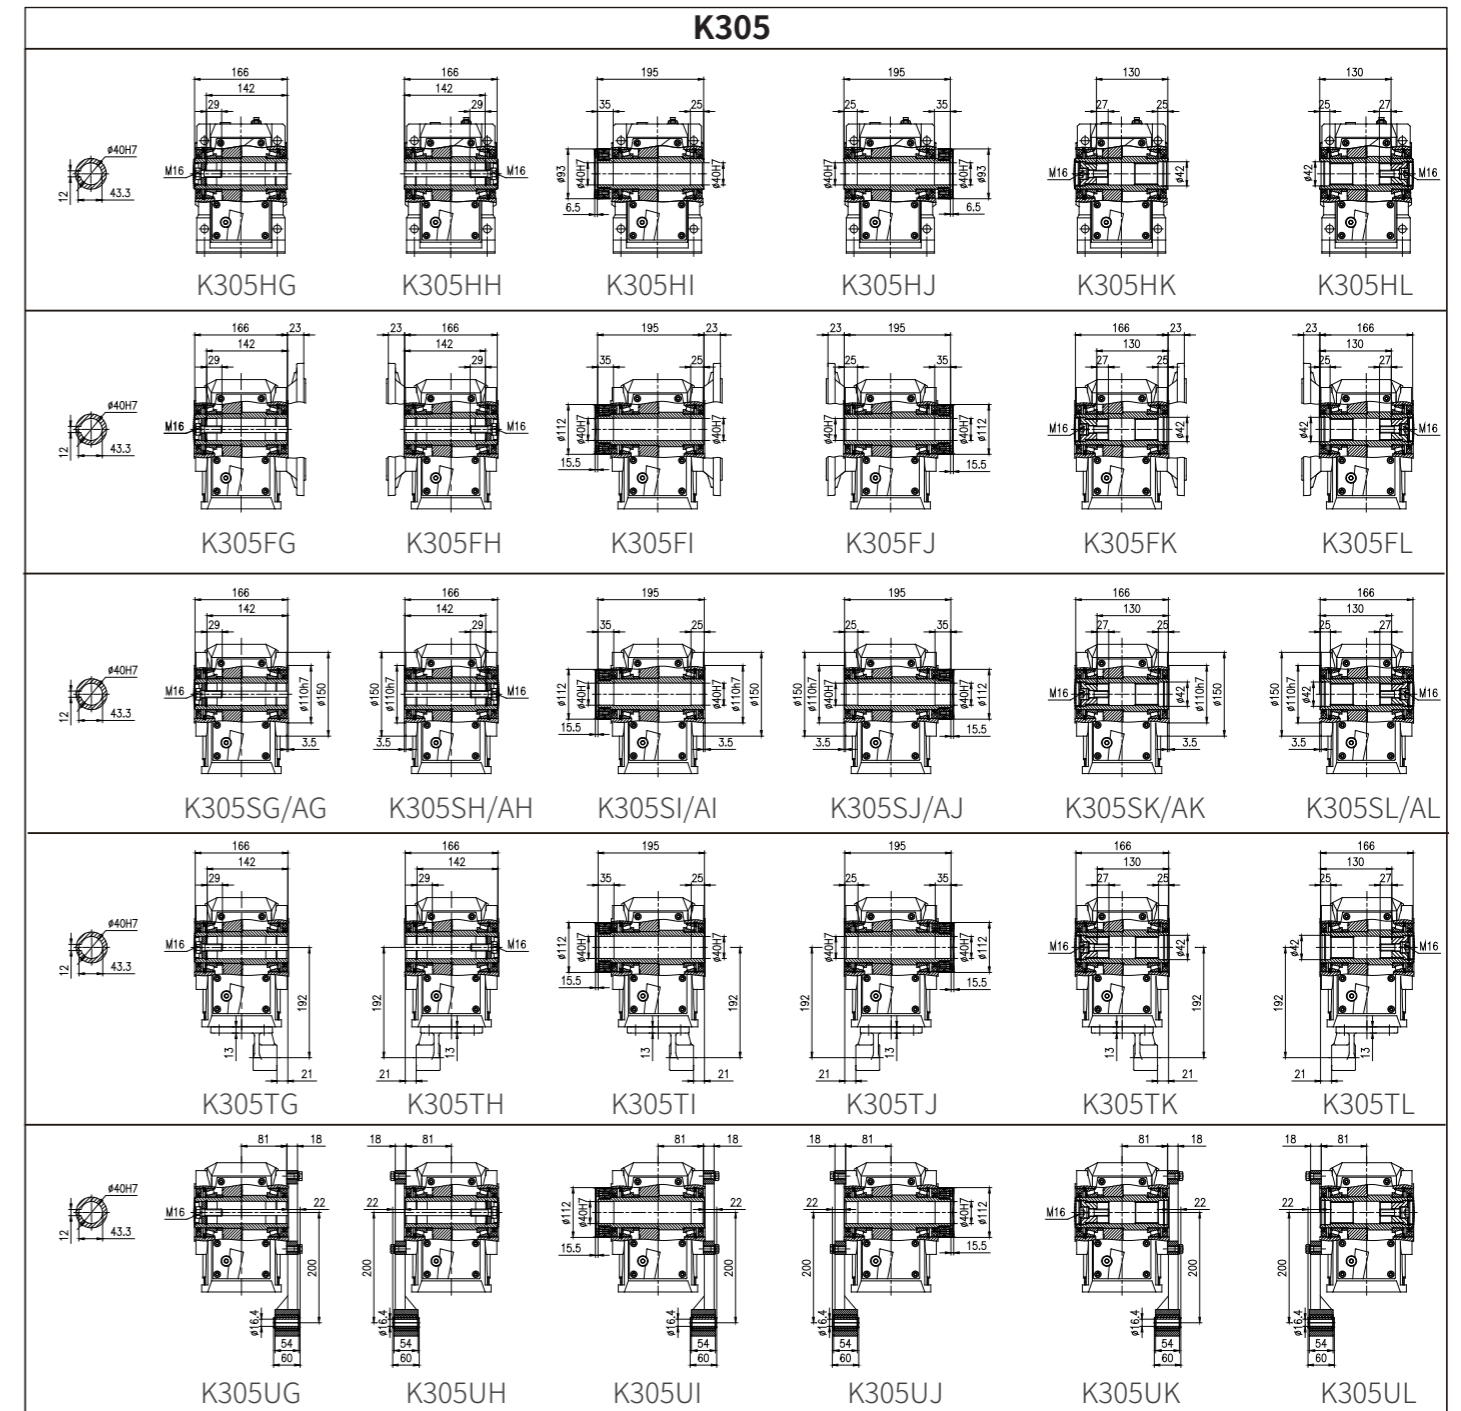 K305
166 166 195 195 130 130
142 142
29 29 35 25 25 35 27 25 25 27
ø40H7
12 43.3
M16 M16 ø93 ø40H7 ø40H7 ø40H7 ø40H7 ø93 M16 ø42 ø42 M16
6.5 6.5
K305HG K305HH K305HI K305HJ K305HK K305HL
166 23 23 166 195 23 23 195 166 23 23 166
142 142 130 130
29 29 35 25 25 35 27 25 25 27
ø40H7
12 43.3
M16 M16 ø112 ø40H7 ø40H7 ø40H7 ø40H7 ø112 M16 ø42 ø42 M16
15.5 15.5
K305FG K305FH K305FI K305FJ K305FK K305FL
166 166 195 195 166 166
142 142 130 130
29 29 35 25 25 35 27 25 25 27
ø40H7
12 43.3
M16 ø110h7 ø150 ø150 ø110h7 M16 ø112 ø40H7 ø40H7 ø110h7 ø150 ø150 ø110h7 ø40H7 ø40H7 ø112 M16 ø42 ø110h7 ø150 ø150 ø110h7 ø42 M16
3.5 3.5 15.5 3.5 3.5 15.5 3.5 3.5
K305SG/AG K305SH/AH K305SI/AI K305SJ/AJ K305SK/AK K305SL/AL
166 166 195 195 166 166
142 142 130 130
29 29 35 25 25 35 27 25 25 27
ø40H7
12 43.3
M16 M16 ø112 ø40H7 ø40H7 ø40H7 ø40H7 ø112 M16 ø42 ø42 M16
15.5 15.5
192 192 192 192 192 192
13 13 13 13 13 13
21 21 21 21 21 21
K305TG K305TH K305TI K305TJ K305TK K305TL
81 18 18 81 81 18 18 81 81 18 18 81
ø40H7
12 43.3
M16 22 22 M16 ø112 ø40H7 22 22 ø40H7 ø112 M16 22 22 M16
15.5 15.5
200 200 200 200 200 200
ø16.4 ø16.4 ø16.4 ø16.4 ø16.4 ø16.4
54 54 54 54 54 54
60 60 60 60 60 60
K305UG K305UH K305UI K305UJ K305UK K305UL